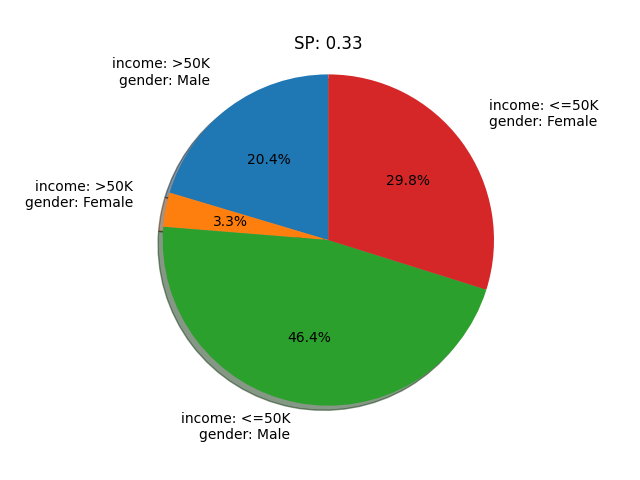 SP: 0.33
income: >50K
gender: Male
income: <=50K
gender: Female
20.4%
29.8%
income: >50K
gender: Female
3.3%
46.4%
income: <=50K
gender: Male